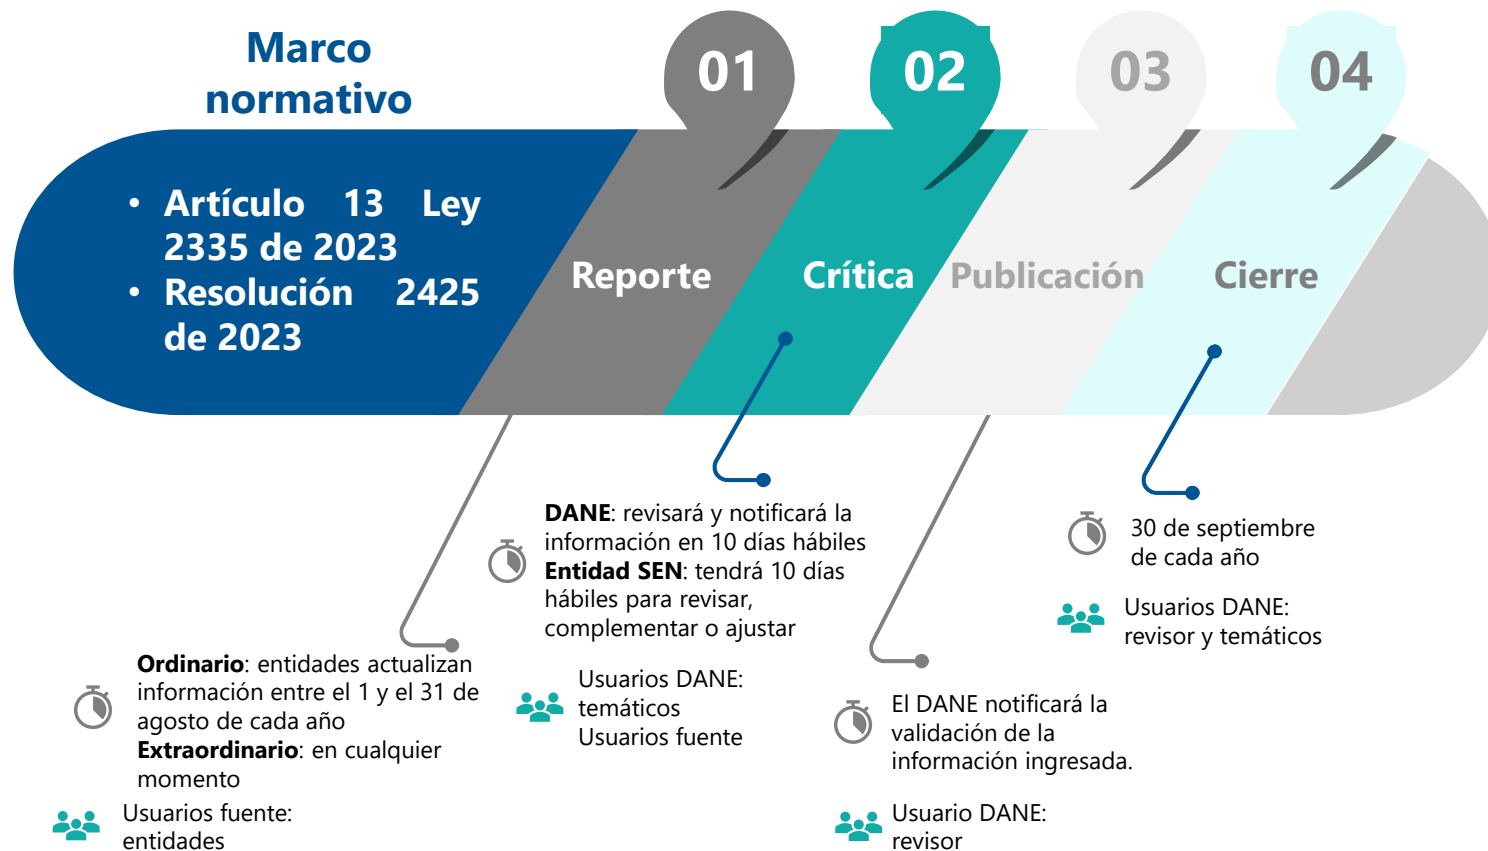 Marco
normativo
• Artículo 13 Ley
2335 de 2023
• Resolución 2425
de 2023
01
02
03
04
Reporte
Crítica
Publicación
Cierre
Ordinario: entidades actualizan
información entre el 1 y el 31 de
agosto de cada año
Extraordinario: en cualquier
momento
Usuarios fuente:
entidades
DANE: revisará y notificará la
información en 10 días hábiles
Entidad SEN: tendrá 10 días
hábiles para revisar,
complementar o ajustar
Usuarios DANE:
temáticos
Usuarios fuente
El DANE notificará la
validación de la
información ingresada.
Usuario DANE:
revisor
30 de septiembre
de cada año
Usuarios DANE:
revisor y temáticos